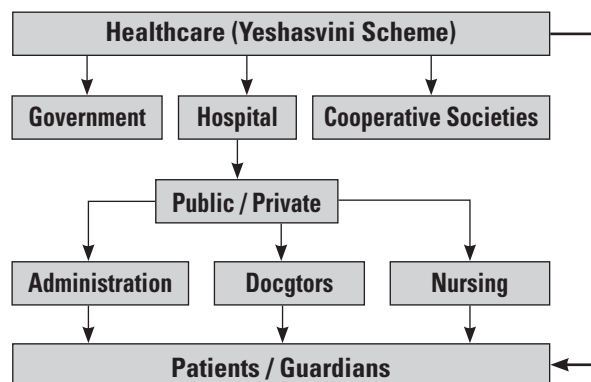 Healthcare (Yeshasvini Scheme)
Government
Hospital
Cooperative Societies
Public / Private
Administration
Docgtors
Nursing
Patients / Guardians